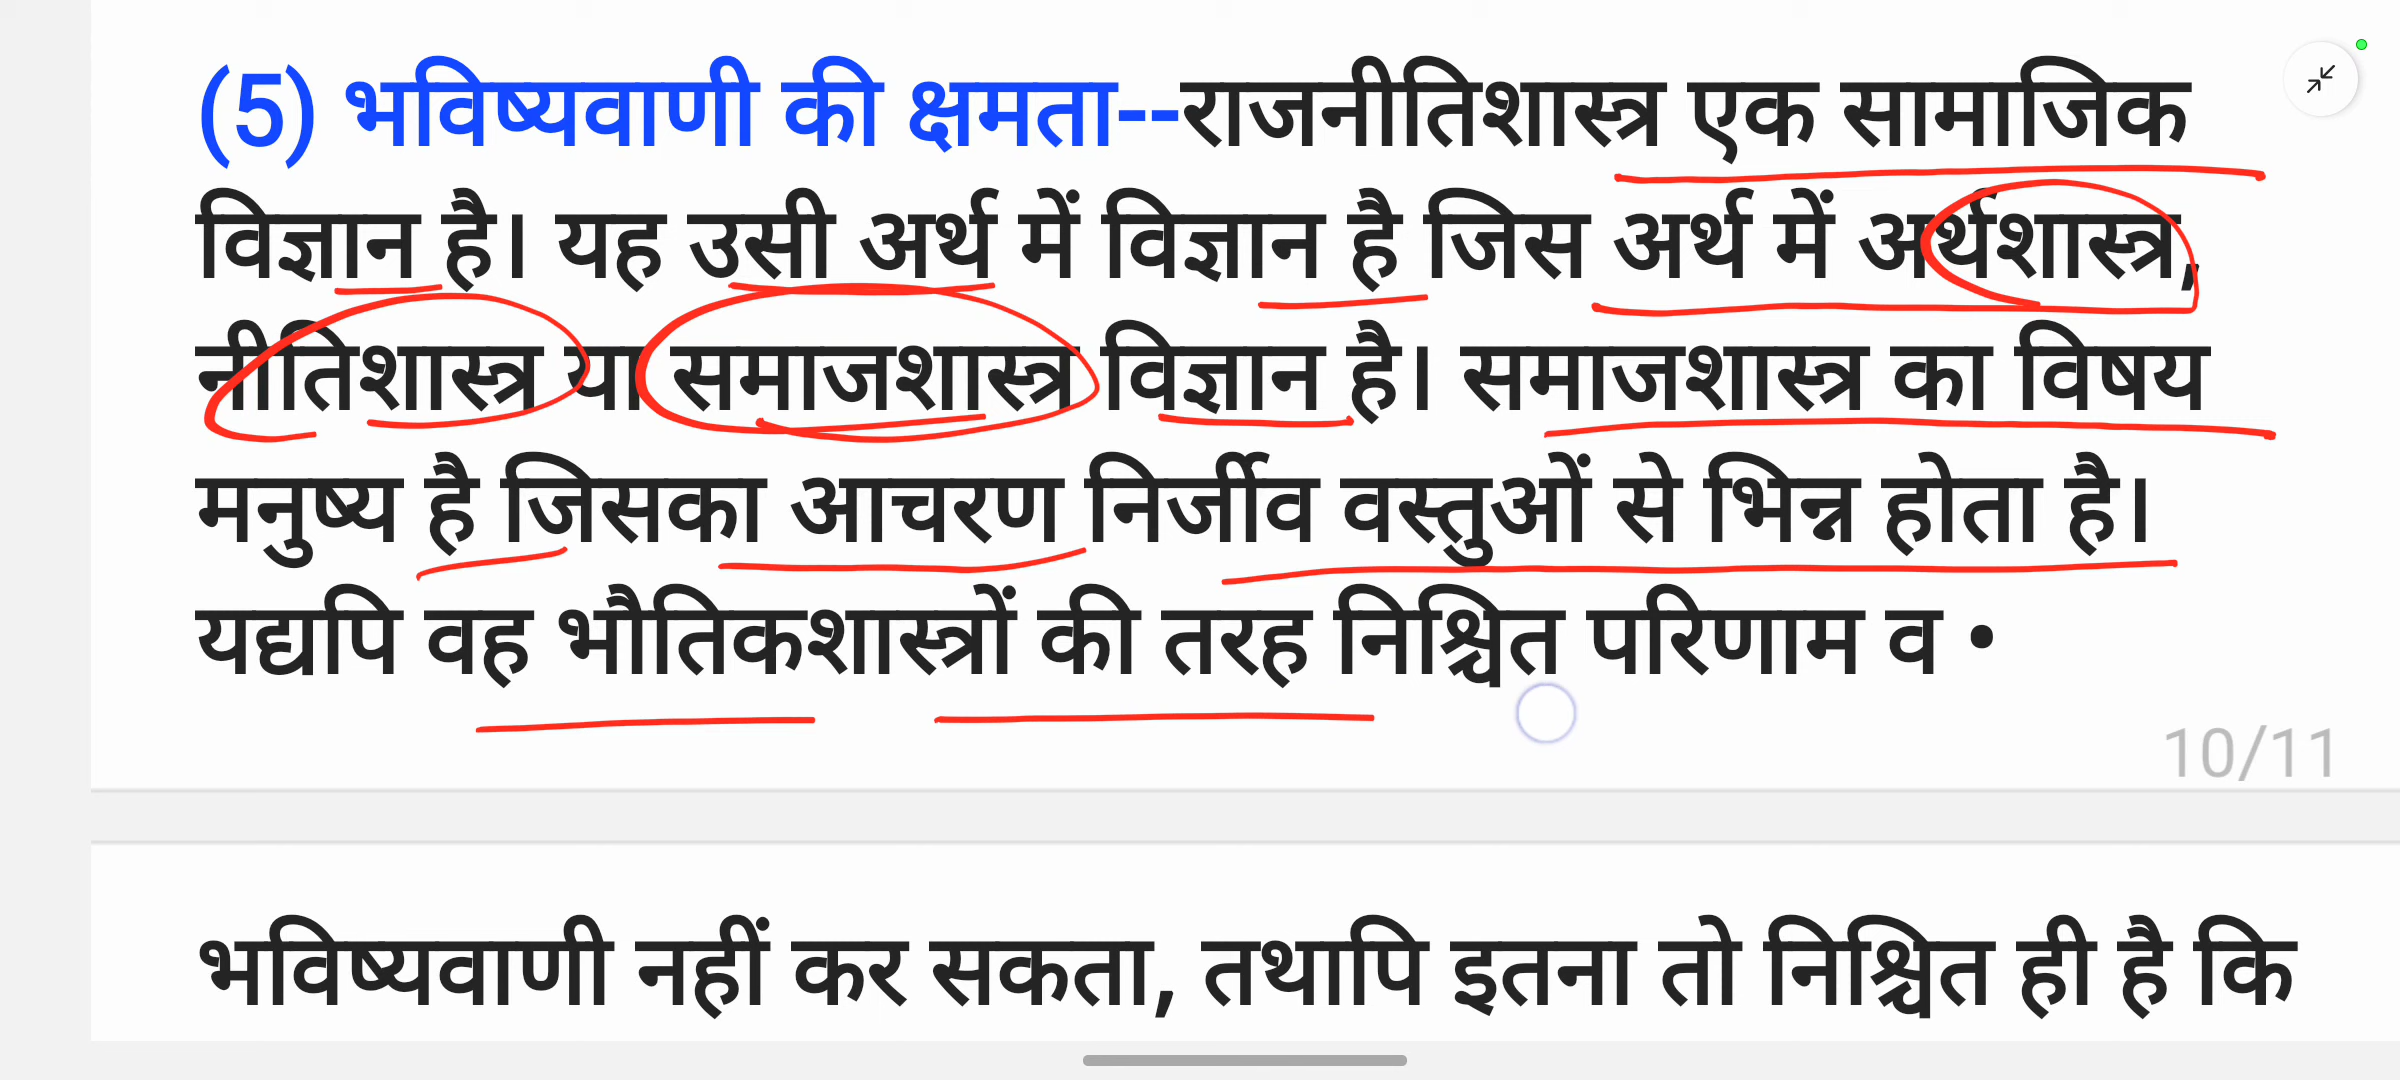 (5) भविष्यवाणी की क्षमता--राजनीतिशास्त्र एक सामाजिक
विज्ञान है। यह उसी अर्थ में विज्ञान है जिस अर्थ में अर्थशास्त्र,
नीतिशास्त्र या समाजशास्त्र विज्ञान है। समाजशास्त्र का विषय
मनुष्य है जिसका आचरण निर्जीव वस्तुओं से भिन्न होता है।
यद्यपि वह भौतिकशास्त्रों की तरह निश्चित परिणाम व •
10/11
भविष्यवाणी नहीं कर सकता, तथापि इतना तो निश्चित ही है कि